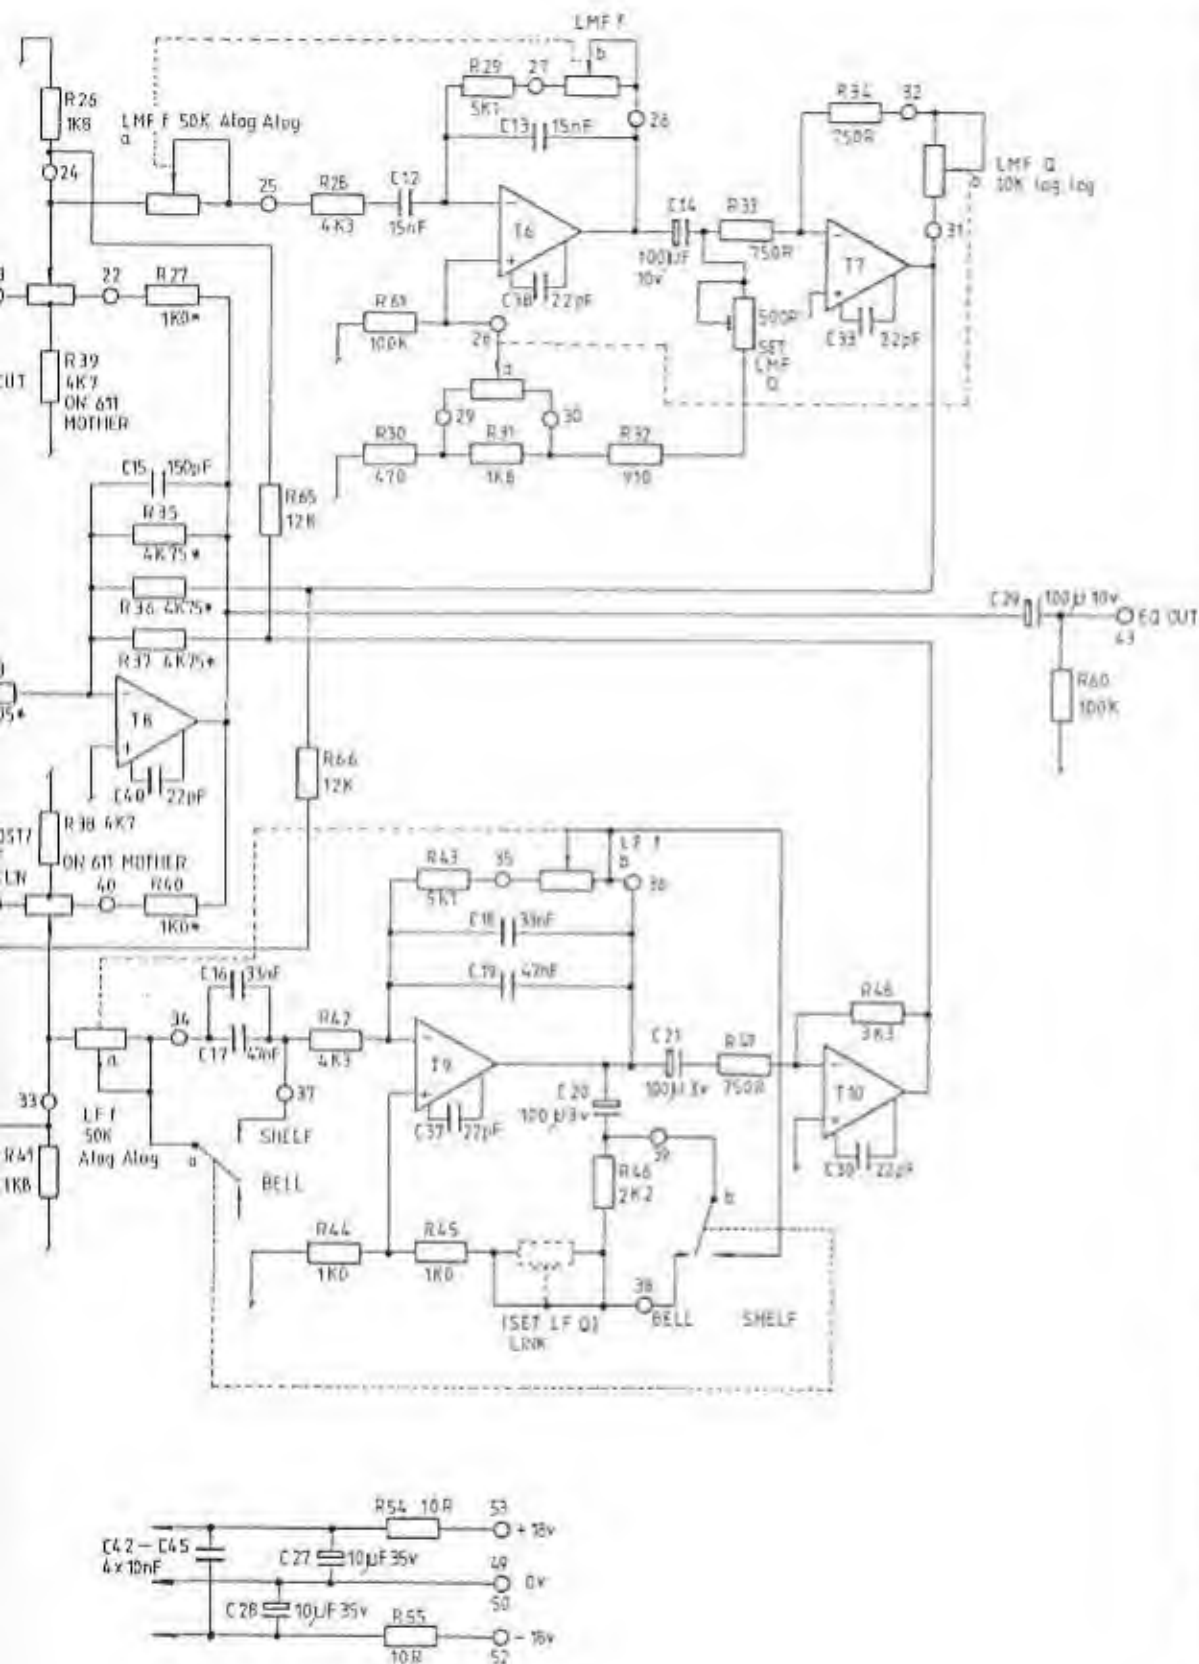 LMF f
b
R29
27
5K1
C13
15nF
28
R34
32
750R
R25
1K8
LMF f 50K Alog Alog
a
24
25
R26
4K3
C12
15nF
T6
C14
100µF
10v
R33
750R
T7
LMF Q
10K log log
b
31
22
R27
1K0*
C38
22pF
R61
100K
26
500R
SET
LMF
Q
C39
22pF
CUT
R39
4K7
ON 611
MOTHER
a
29
30
R30
470
R31
1K8
R32
910
C15
150pF
R35
4K75*
R65
12K
R36 4K75*
R37 4K75*
C29
100µ 10v
EQ OUT
43
R60
100K
T8
C40
22pF
R66
12K
R38 4K7
ON 611 MOTHER
40
R40
1K0*
LF f
b
R43
35
5K1
36
C18
33nF
C19
47nF
C16
33nF
34
C17
47nF
R42
4K3
T9
C21
100µ 3v
R47
750R
R48
3K3
T10
a
33
37
C37
22pF
C20
100µ 3v
LF f
50K
Alog Alog
SHELF
a
BELL
R41
1K8
39
R46
2K2
b
C30
22pF
R44
1K0
R45
1K0
38
(SET LF Q)
LINK
BELL
SHELF
R54 10R
53
+ 18v
C42 - C45
4x10nF
C27
10µF 35v
49
0v
50
C28
10µF 35v
R55
10R
- 18v
52